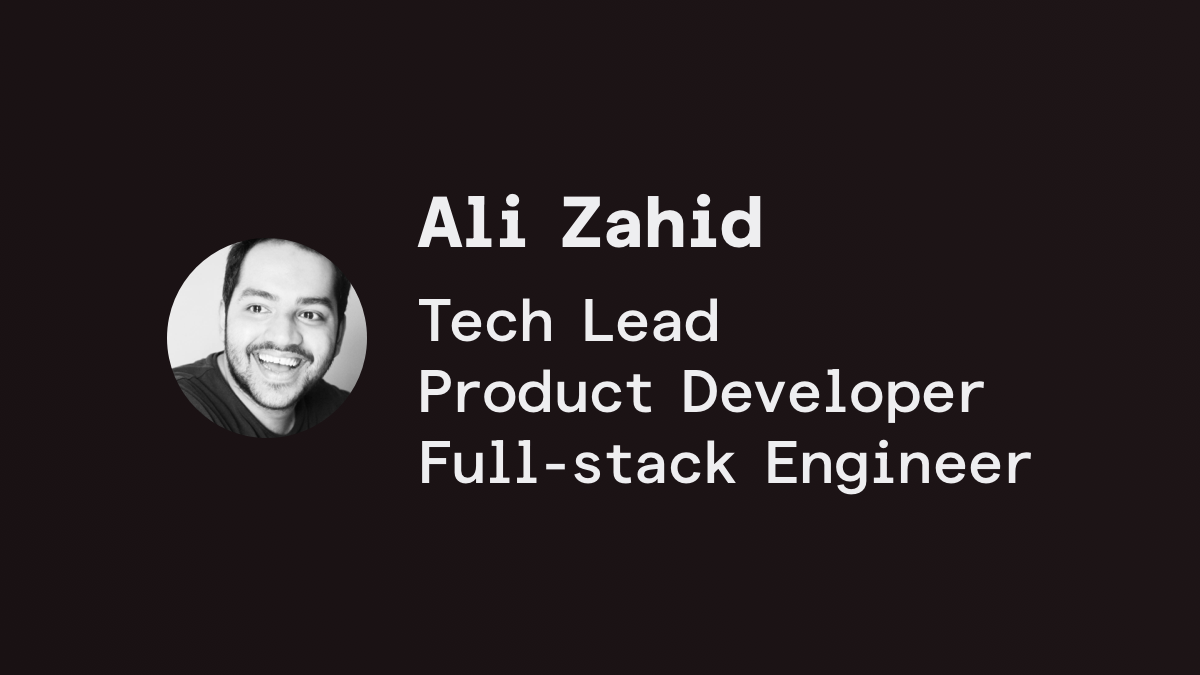 Ali Zahid
Tech Lead
Product Developer
Full-stack Engineer